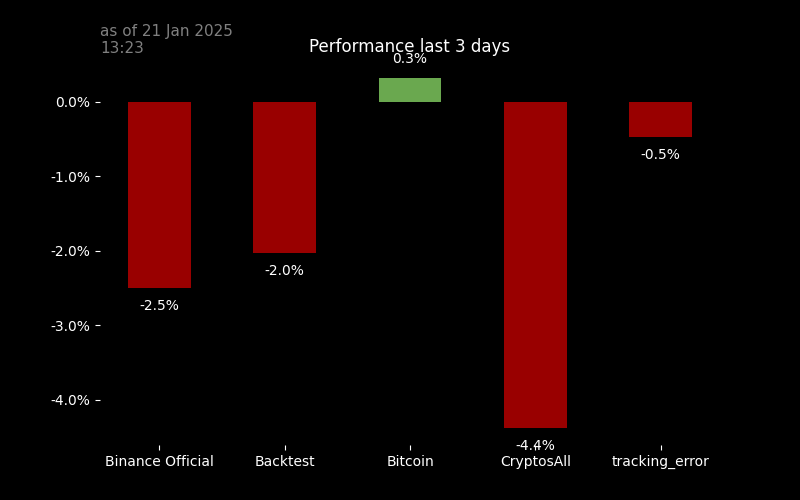 as of 21 Jan 2025
13:23
Performance last 3 days
0.3%
0.0%
-1.0%
-2.0%
-3.0%
-4.0%
-0.5%
-2.0%
-2.5%
-4.4%
Binance Official
Backtest
Bitcoin
CryptosAll
tracking_error